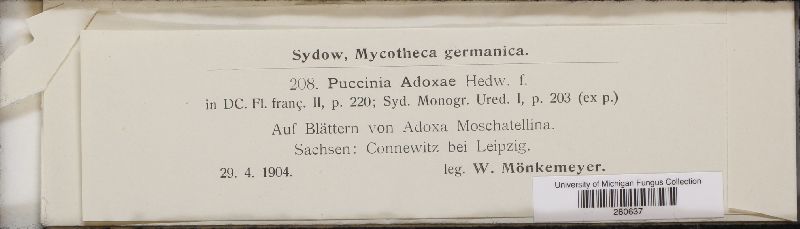 Sydow, Mycotheca germanica.
208. Puccinia Adoxae Hedw. f.
in DC. Fl. franç. II, p. 220; Syd. Monogr. Ured. I, p. 203 (ex p.)
Auf Blättern von Adoxa Moschatellina.
Sachsen: Connewitz bei Leipzig.
29. 4. 1904. leg. W. Mönkemeyer.
University of Michigan Fungus Collection
280637